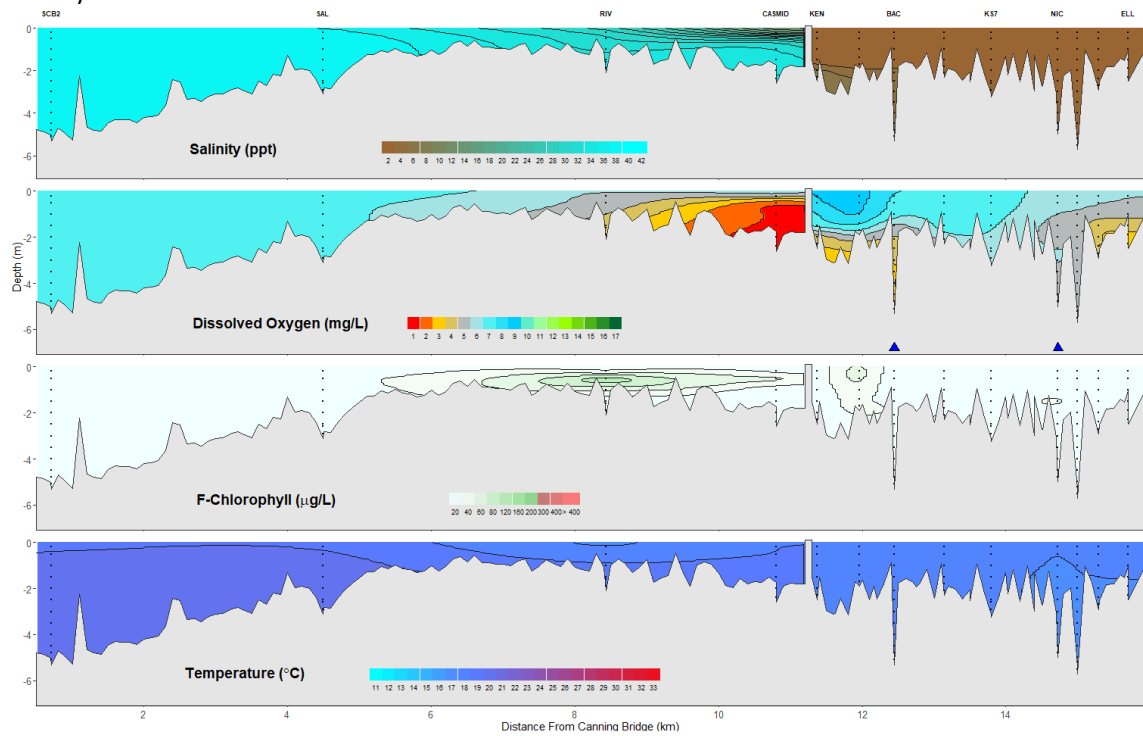 SCB2 SAL RIV CASMID KEN BAC KS7 NIC ELL
0
-2
-4
-6
Salinity (ppt)
2 4 6 8 10 12 14 16 18 20 22 24 26 28 30 32 34 36 38 40 42
0
-2
-4
-6
Depth (m)
Dissolved Oxygen (mg/L)
1 2 3 4 5 6 7 8 9 10 11 12 13 14 15 16 17
0
-2
-4
-6
F-Chlorophyll (μg/L)
20 40 60 80 120 160 200 300 400 > 400
0
-2
-4
-6
Temperature (°C)
11 12 13 14 15 16 17 18 19 20 21 22 23 24 25 26 27 28 29 30 31 32 33
2 4 6 8 10 12 14
Distance From Canning Bridge (km)